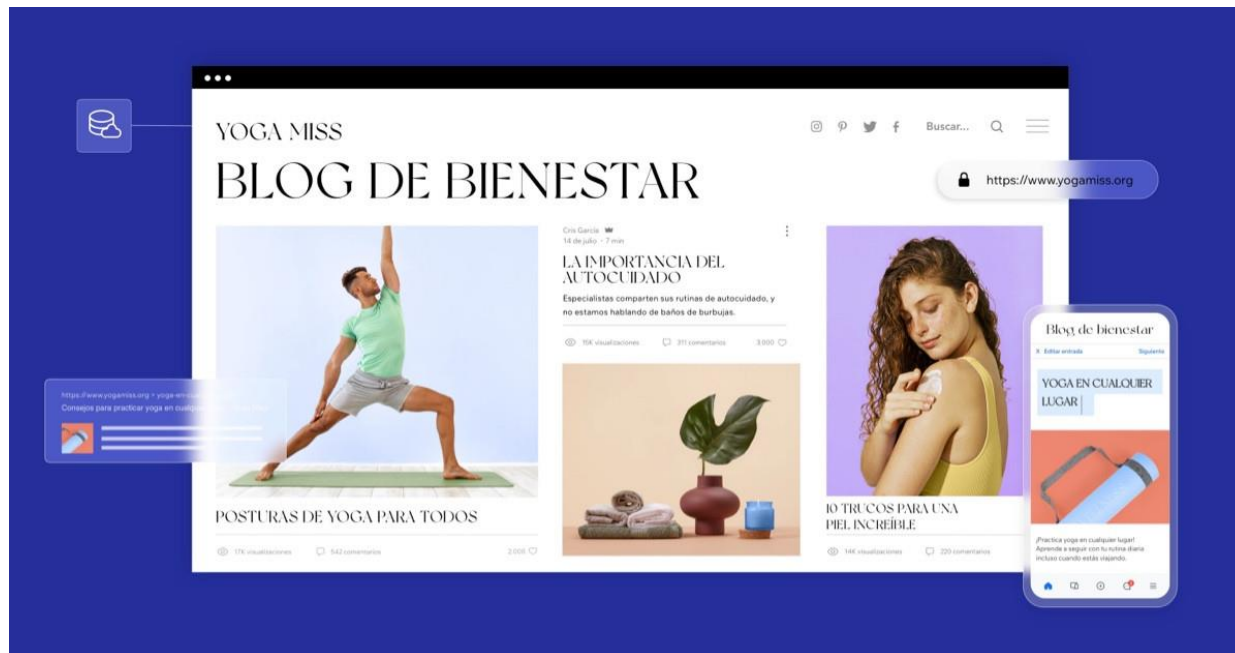 YOGA MISS
Buscar...
BLOG DE BIENESTAR
https://www.yogamiss.org
Cris García
14 de julio · 7 min
LA IMPORTANCIA DEL
AUTOCUIDADO
Especialistas comparten sus rutinas de autocuidado, y
no estamos hablando de baños de burbujas.
15K visualizaciones 311 comentarios 3 000
POSTURAS DE YOGA PARA TODOS
17K visualizaciones 542 comentarios 2 005
10 TRUCOS PARA UNA
PIEL INCREÍBLE
14K visualizaciones 220 comentarios
https://www.yogamiss.org
Consejos para practicar yoga en
Blog de bienestar
X Editar entrada Siguiente
YOGA EN CUALQUIER
LUGAR
¡Practica yoga en cualquier lugar!
Aprende a seguir con tu rutina diaria
incluso cuando estás viajando.